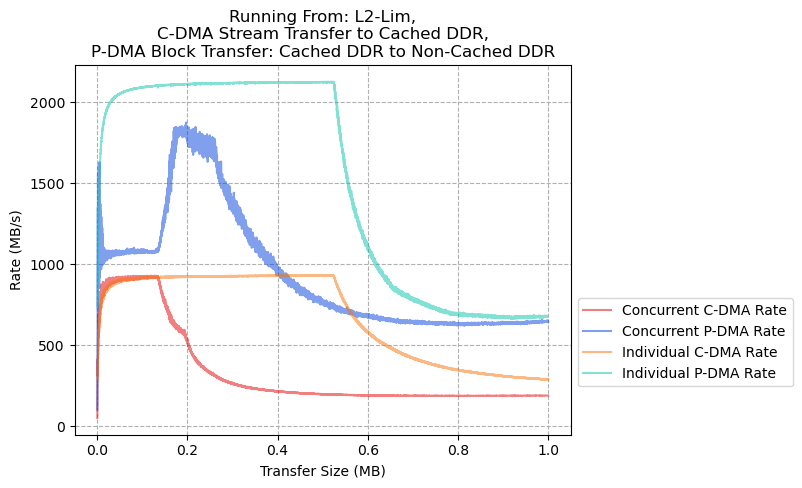 Running From: L2-Lim,
C-DMA Stream Transfer to Cached DDR,
P-DMA Block Transfer: Cached DDR to Non-Cached DDR
Rate (MB/s)
2000
1500
1000
500
0
0.0 0.2 0.4 0.6 0.8 1.0
Transfer Size (MB)
Concurrent C-DMA Rate
Concurrent P-DMA Rate
Individual C-DMA Rate
Individual P-DMA Rate